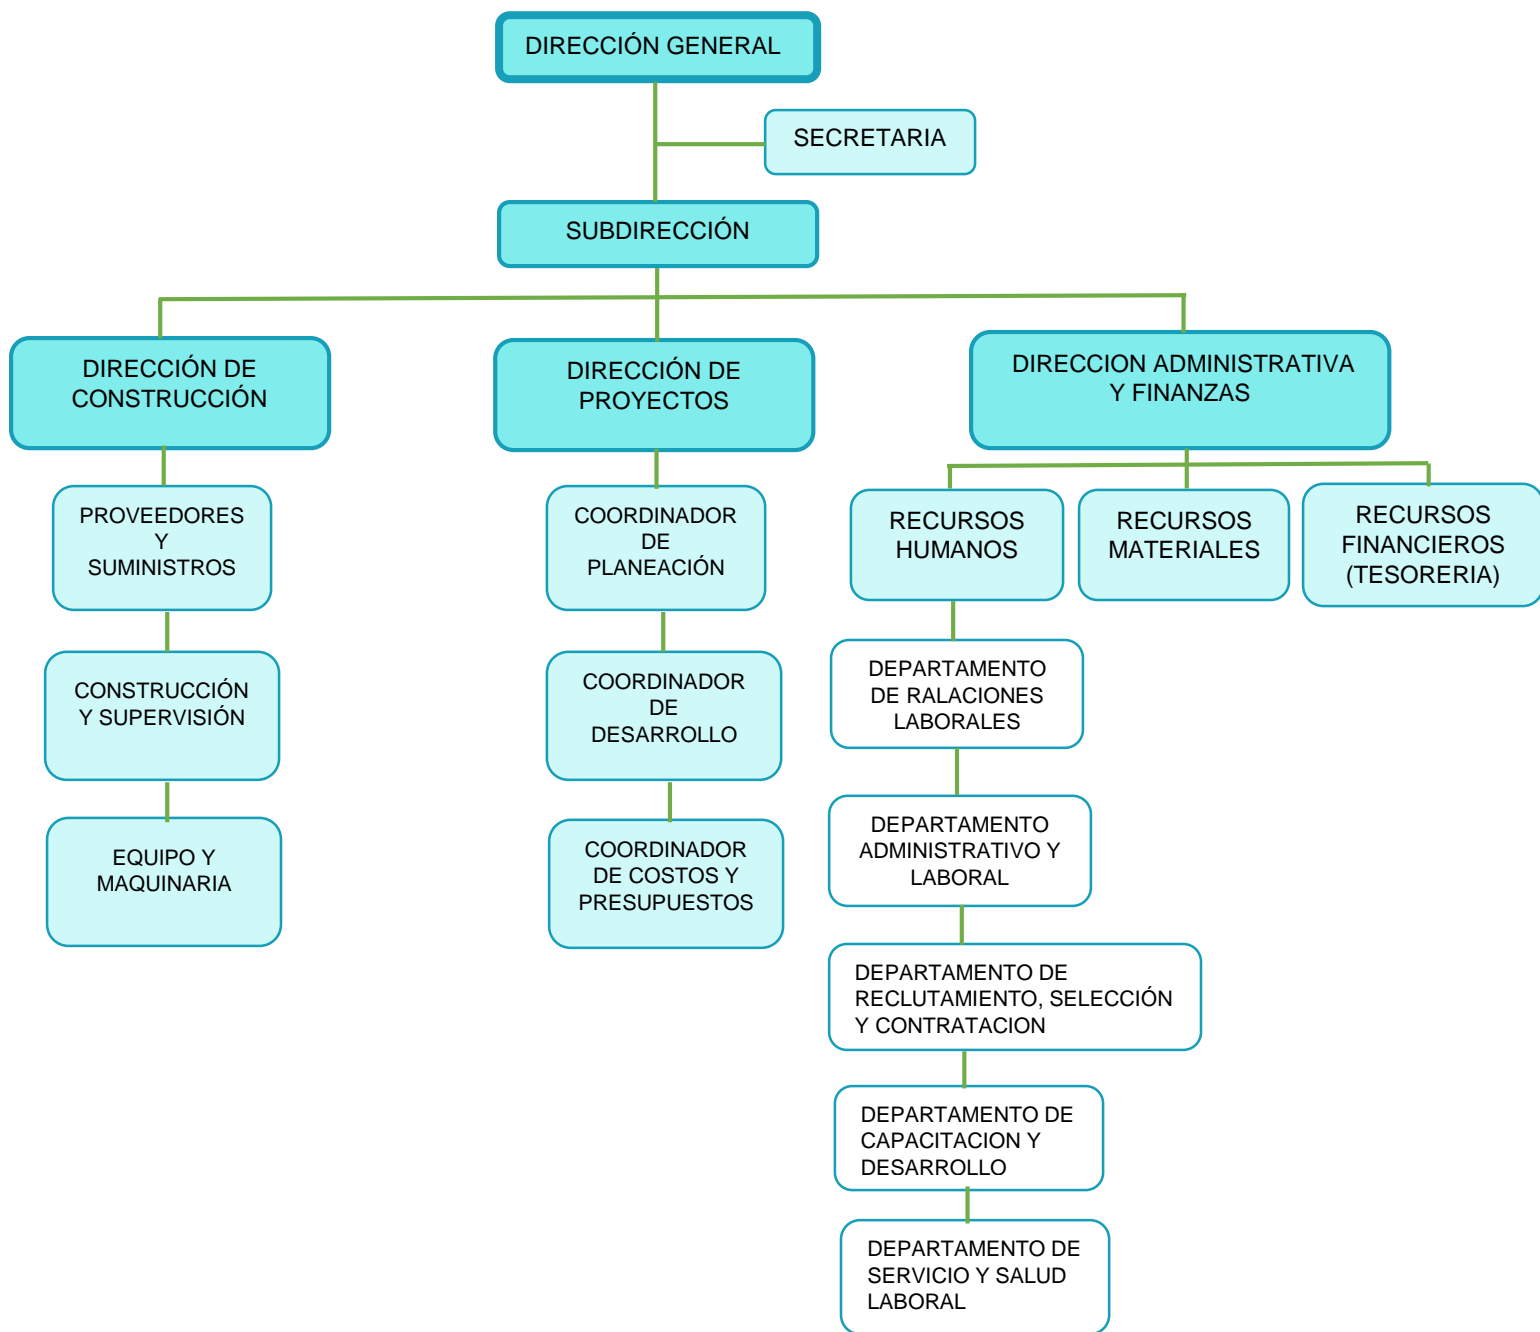 DIRECCIÓN GENERAL
SECRETARIA
SUBDIRECCIÓN
DIRECCIÓN DE
CONSTRUCCIÓN
DIRECCIÓN DE
PROYECTOS
DIRECCION ADMINISTRATIVA
Y FINANZAS
PROVEEDORES
Y
SUMINISTROS
COORDINADOR
DE
PLANEACIÓN
RECURSOS
HUMANOS
RECURSOS
MATERIALES
RECURSOS
FINANCIEROS
(TESORERIA)
CONSTRUCCIÓN
Y SUPERVISIÓN
COORDINADOR
DE
DESARROLLO
DEPARTAMENTO
DE RALACIONES
LABORALES
EQUIPO Y
MAQUINARIA
COORDINADOR
DE COSTOS Y
PRESUPUESTOS
DEPARTAMENTO
ADMINISTRATIVO Y
LABORAL
DEPARTAMENTO DE
RECLUTAMIENTO, SELECCIÓN
Y CONTRATACION
DEPARTAMENTO DE
CAPACITACION Y
DESARROLLO
DEPARTAMENTO DE
SERVICIO Y SALUD
LABORAL